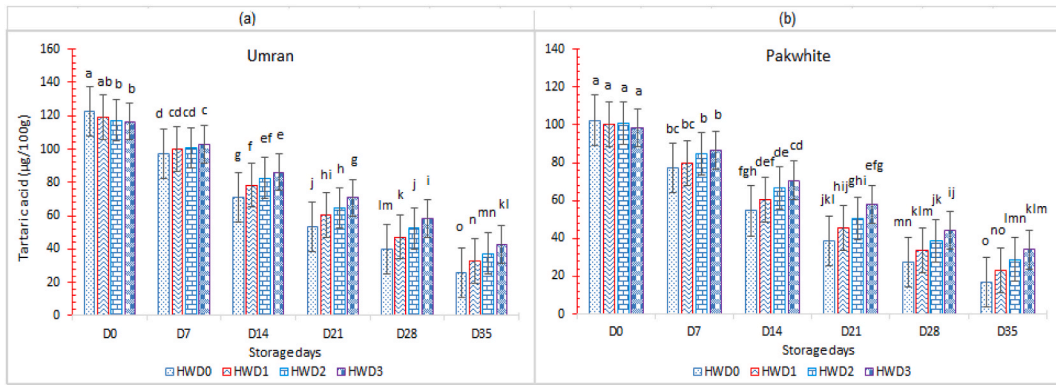 (a)
(b)
Umran
Tartaric acid (µg/100g)
160
140
120
100
80
60
40
20
0
a ab b b
d cd cd c
g f ef e
j hi h g
lm k j i
o n mn kl
D0 D7 D14 D21 D28 D35
Storage days
HWD0 HWD1 HWD2 HWD3
Pakwhite
140
120
100
80
60
40
20
0
a a a a
bc bc b b
fgh def de cd
jkl hij ghi efg
mn klm jk ij
o no lmn klm
D0 D7 D14 D21 D28 D35
Storage days
HWD0 HWD1 HWD2 HWD3